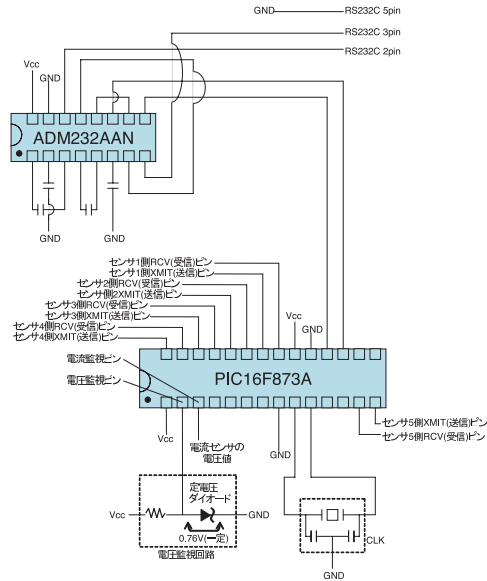 GND
RS232C 5pin
RS232C 3pin
RS232C 2pin
Vcc
GND
ADM232AAN
GND
GND
センサ1側RCV(受信)ピン
センサ1側XMIT(送信)ピン
センサ2側RCV(受信)ピン
センサ側2XMIT(送信)ピン
センサ3側RCV(受信)ピン
センサ3側XMIT(送信)ピン
センサ4側RCV(受信)ピン
センサ4側XMIT(送信)ピン
Vcc
GND
電流監視ピン
電圧監視ピン
PIC16F873A
センサ5側XMIT(送信)ピン
センサ5側RCV(受信)ピン
Vcc
電流センサの
電圧値
GND
定電圧
ダイオード
Vcc
GND
0.76V(一定)
電圧監視回路
CLK
GND